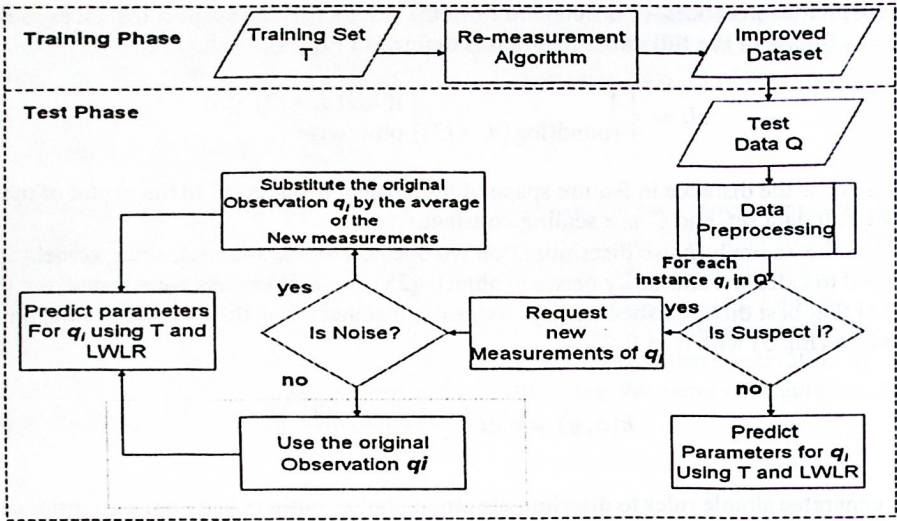 Training Phase
Training Set
T
Re-measurement
Algorithm
Improved
Dataset
Test Phase
Test
Data Q
Data
Preprocessing
For each
instance qi in Q
Is Suspect i?
yes
no
Request
new
Measurements of qi
Is Noise?
yes
no
Substitute the original
Observation qi by the average
of the
New measurements
Use the original
Observation qi
Predict parameters
For qi using T and
LWLR
Predict
Parameters for qi
Using T and LWLR